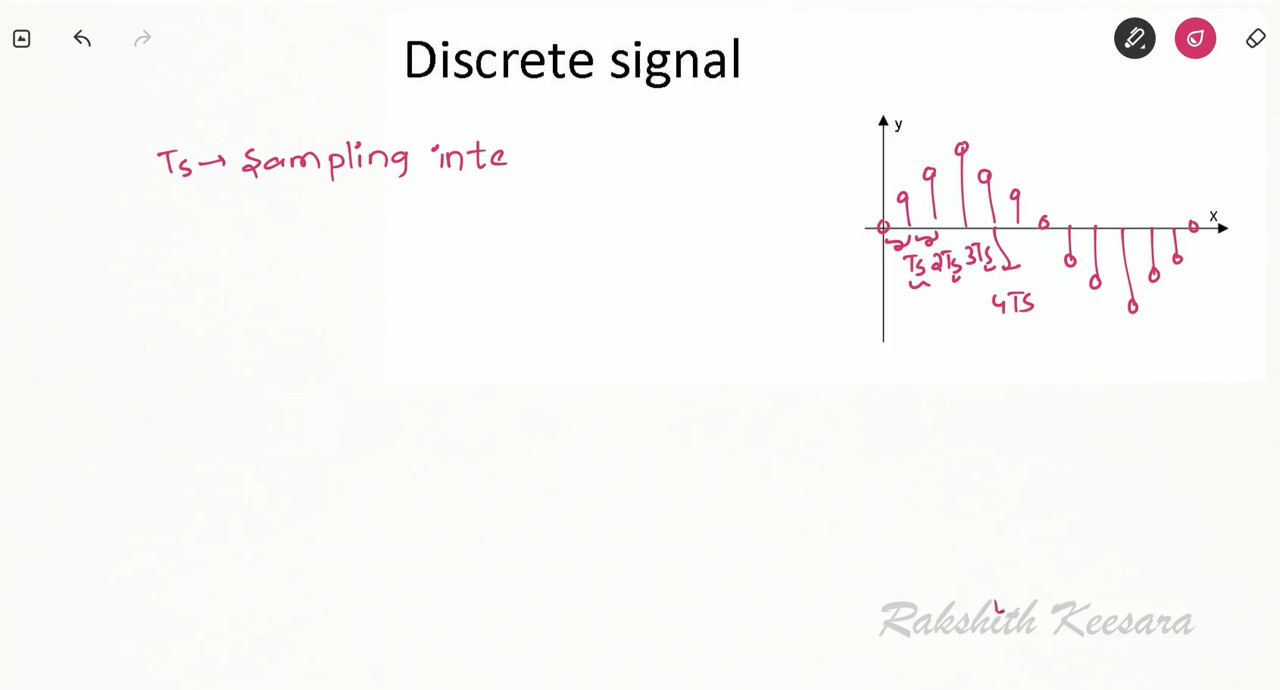 Discrete signal
Ts→ Sampling inte
y
x
Ts 2Ts 3Ts
4Ts
Rakshith Keesara